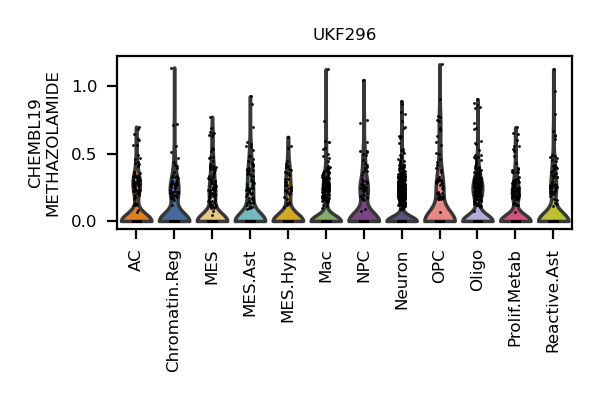 UKF296
CHEMBL19
METHAZOLAMIDE
1.0
0.5
0.0
AC
Chromatin.Reg
MES
MES.Ast
MES.Hyp
Mac
NPC
Neuron
OPC
Oligo
Prolif.Metab
Reactive.Ast